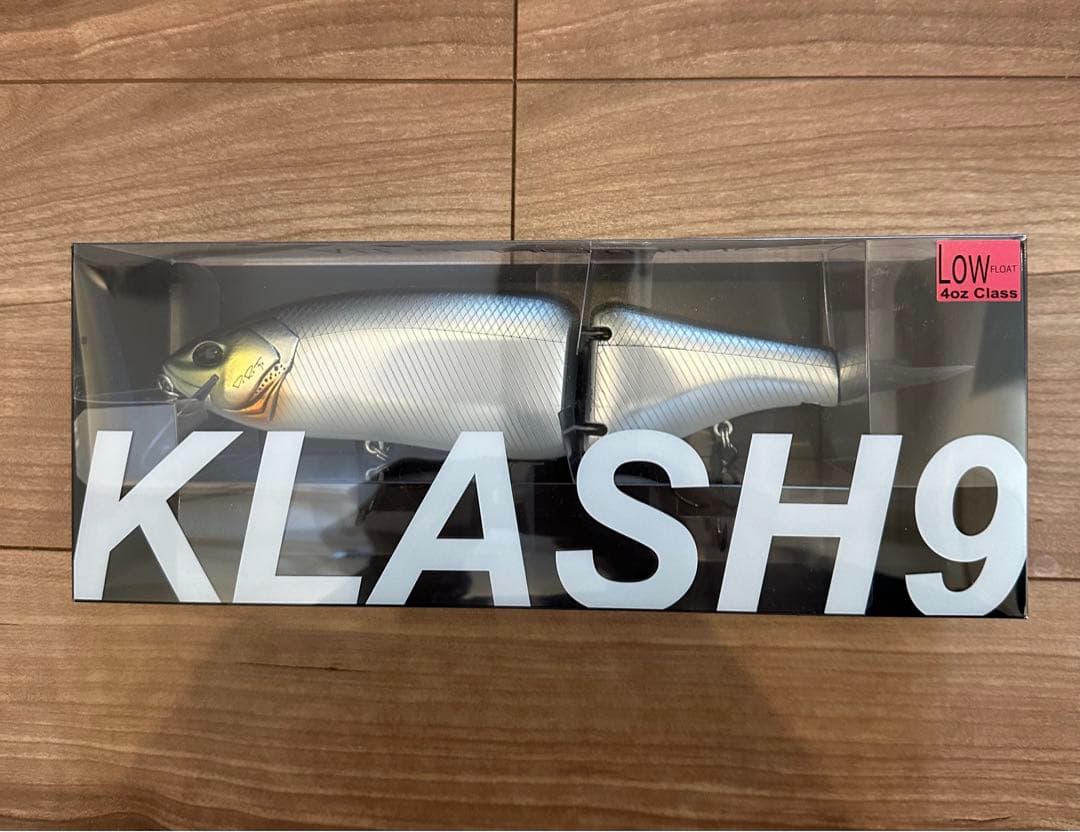 LOW FLOAT
4oz Class
D.R.T.
KLASH9